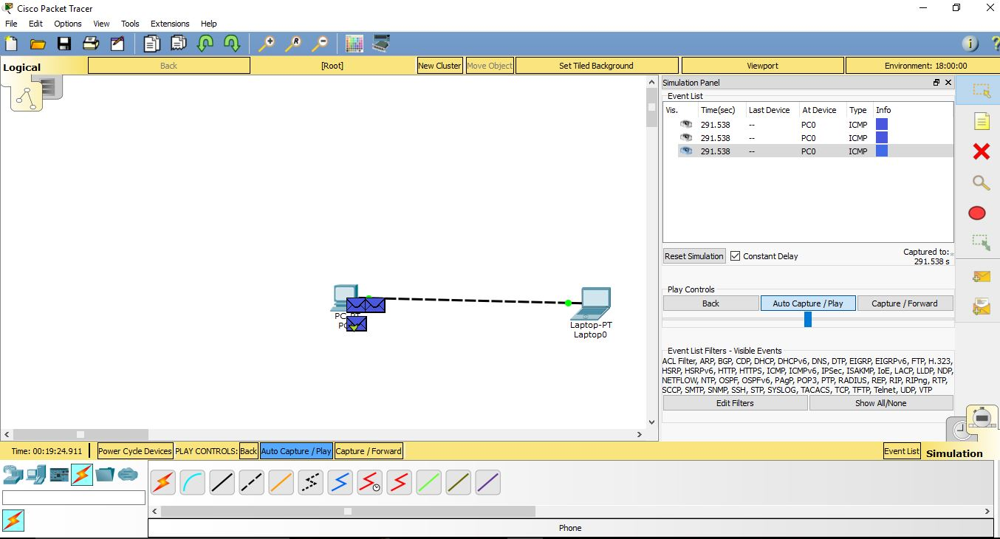 Cisco Packet Tracer
File Edit Options View Tools Extensions Help
Logical
Back [Root] New Cluster Move Object Set Tiled Background Viewport Environment: 18:00:00
Simulation Panel
Event List
Vis. Time(sec) Last Device At Device Type Info
291.538 -- PC0 ICMP
291.538 -- PC0 ICMP
291.538 -- PC0 ICMP
Reset Simulation Constant Delay Captured to:
291.538 s
Play Controls
Back Auto Capture / Play Capture / Forward
Laptop-PT
Laptop0
Event List Filters - Visible Events
ACL Filter, ARP, BGP, CDP, DHCP, DHCPv6, DNS, DTP, EIGRP, EIGRPv6, FTP, H.323,
HSRP, HSRPv6, HTTP, HTTPS, ICMP, ICMPv6, IPSec, ISAKMP, IoE, LACP, LLDP, NDP,
NETFLOW, NTP, OSPF, OSPFv6, PAgP, POP3, PTP, RADIUS, REP, RIP, RIPng, RTP,
SCCP, SMTP, SNMP, SSH, STP, SYSLOG, TACACS, TCP, TFTP, Telnet, UDP, VTP
Edit Filters Show All/None
Time: 00:19:24.911 Power Cycle Devices PLAY CONTROLS: Back Auto Capture / Play Capture / Forward Event List Simulation
Phone